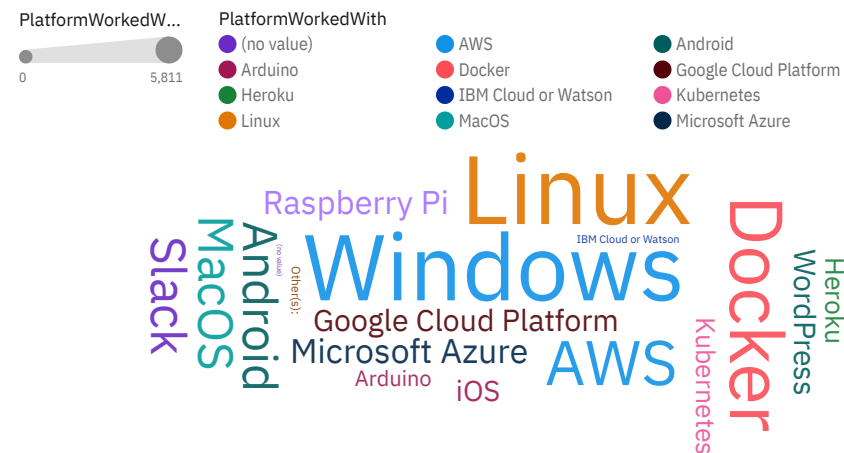 PlatformWorkedW...
0
5,811
PlatformWorkedWith
(no value)
AWS
Android
Arduino
Docker
Google Cloud Platform
Heroku
IBM Cloud or Watson
Kubernetes
Linux
MacOS
Microsoft Azure
Slack
MacOS
Android
(no value)
Other(s):
Raspberry Pi
Linux
Windows
IBM Cloud or Watson
Google Cloud Platform
Microsoft Azure
AWS
Arduino
iOS
Kubernetes
Docker
WordPress
Heroku